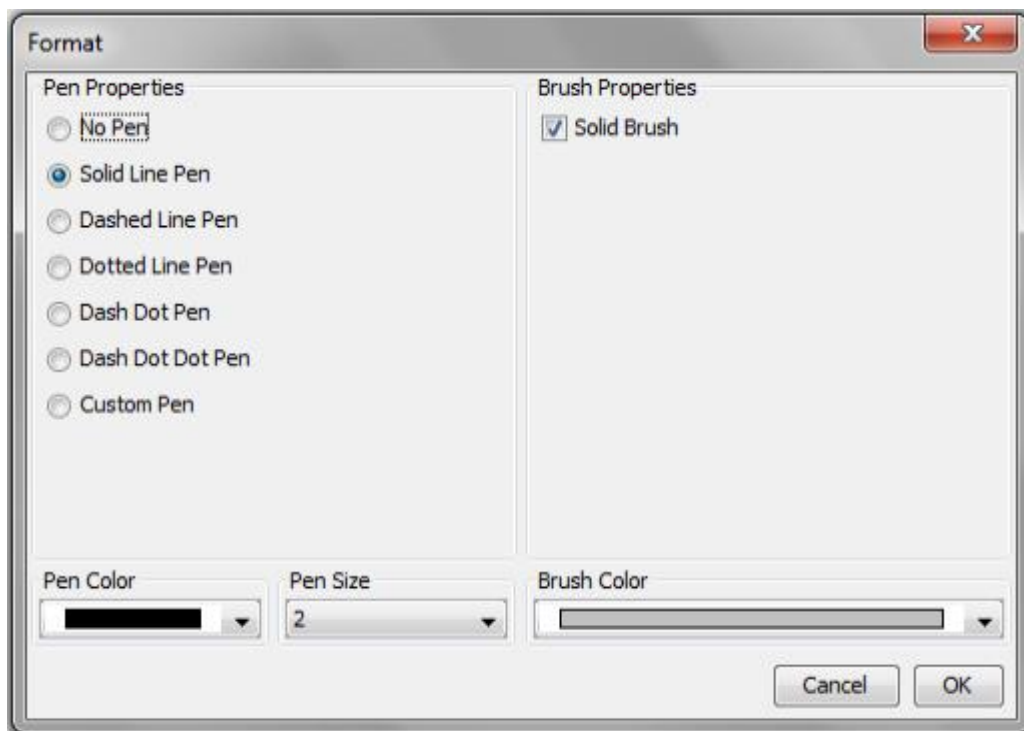 Format
Pen Properties
No Pen
Solid Line Pen
Dashed Line Pen
Dotted Line Pen
Dash Dot Pen
Dash Dot Dot Pen
Custom Pen
Brush Properties
Solid Brush
Pen Color
Pen Size
2
Brush Color
Cancel
OK